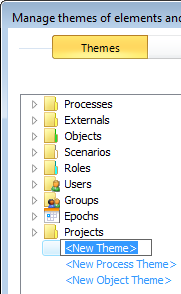 Manage themes of elements and
Themes
Processes
Externals
Objects
Scenarios
Roles
Users
Groups
Epochs
Projects
<New Theme>
<New Process Theme>
<New Object Theme>